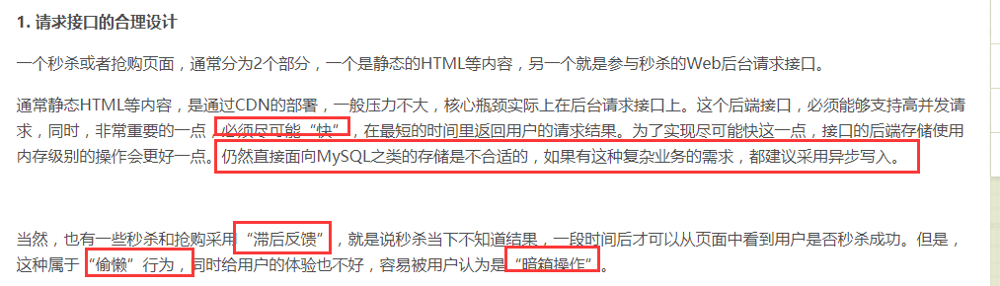 1. 请求接口的合理设计
一个秒杀或者抢购页面，通常分为2个部分，一个是静态的HTML等内容，另一个就是参与秒杀的Web后台请求接口。
通常静态HTML等内容，是通过CDN的部署，一般压力不大，核心瓶颈实际上在后台请求接口上。这个后端接口，必须能够支持高并发请
求，同时，非常重要的一点，必须尽可能“快”，在最短的时间里返回用户的请求结果。为了实现尽可能快这一点，接口的后端存储使用
内存级别的操作会更好一点。仍然直接面向MySQL之类的存储是不合适的，如果有这种复杂业务的需求，都建议采用异步写入。
当然，也有一些秒杀和抢购采用“滞后反馈”，就是说秒杀当下不知道结果，一段时间后才可以从页面中看到用户是否秒杀成功。但是，
这种属于“偷懒”行为，同时给用户的体验也不好，容易被用户认为是“暗箱操作”。